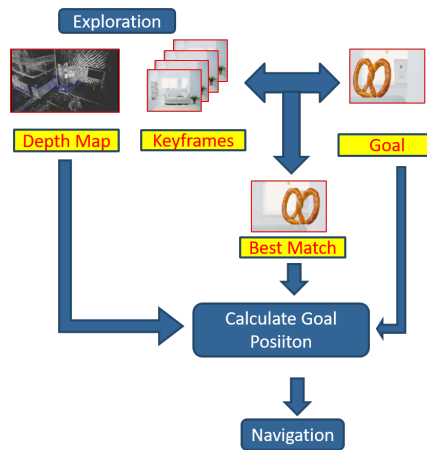 Exploration
Depth Map
Keyframes
Goal
Best Match
Calculate Goal
Posiiton
Navigation